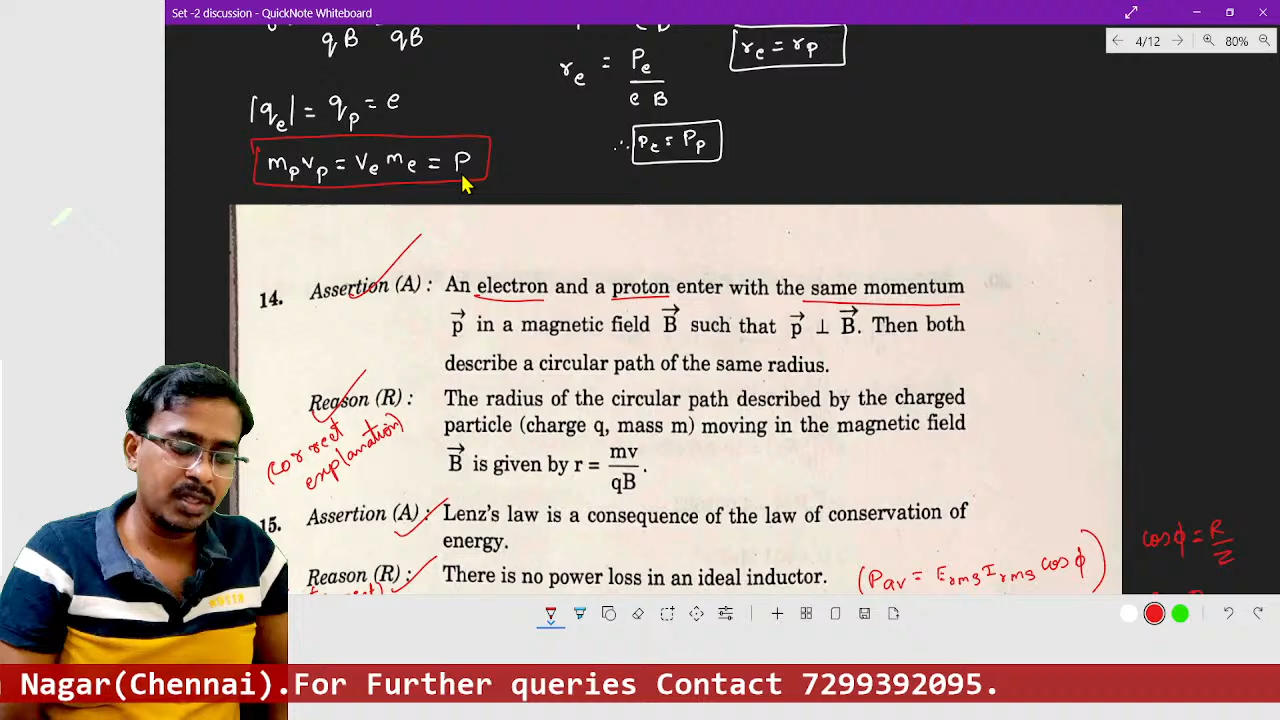 Set -2 discussion - QuickNote Whiteboard
4/12
80%
qB qB
r_e = P_e / e B
r_e = r_p
|q_e| = q_p = e
m_p v_p = v_e m_e = P
∴ P_e = P_p
14. Assertion (A) : An electron and a proton enter with the same momentum
p⃗ in a magnetic field B⃗ such that p⃗ ⊥ B⃗. Then both
describe a circular path of the same radius.
Reason (R) : The radius of the circular path described by the charged
particle (charge q, mass m) moving in the magnetic field
B⃗ is given by r = mv/qB.
(correct
explanation)
15. Assertion (A) : Lenz's law is a consequence of the law of conservation of
energy.
Reason (R) : There is no power loss in an ideal inductor.
(Pav = Erms Irms cos ϕ)
cos ϕ = R/Z
Nagar(Chennai).For Further queries Contact 7299392095.